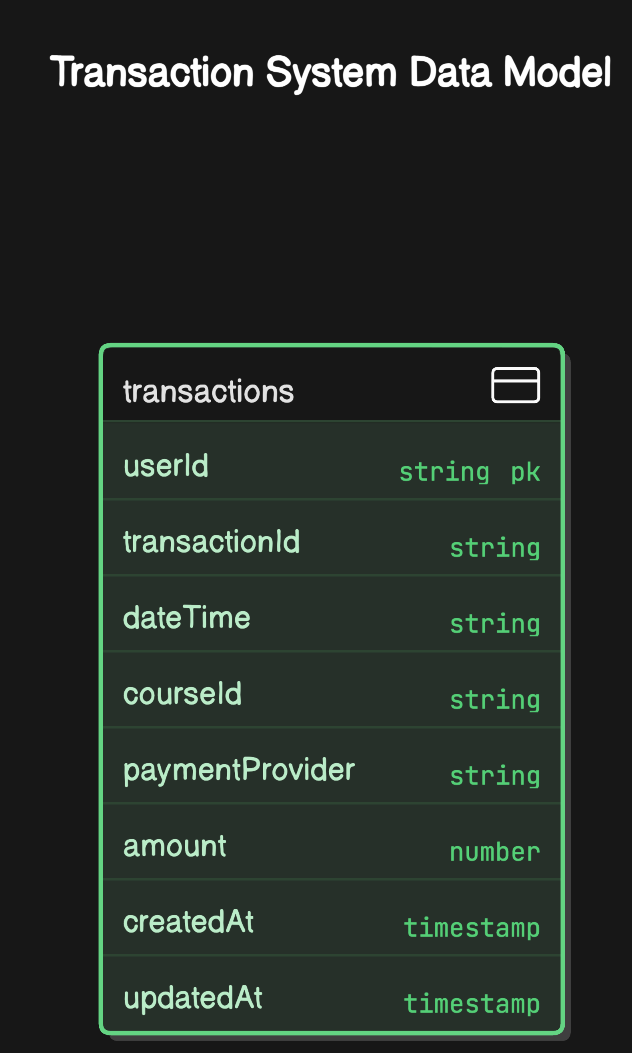 Transaction System Data Model
transactions
userId string pk
transactionId string
dateTime string
courseId string
paymentProvider string
amount number
createdAt timestamp
updatedAt timestamp